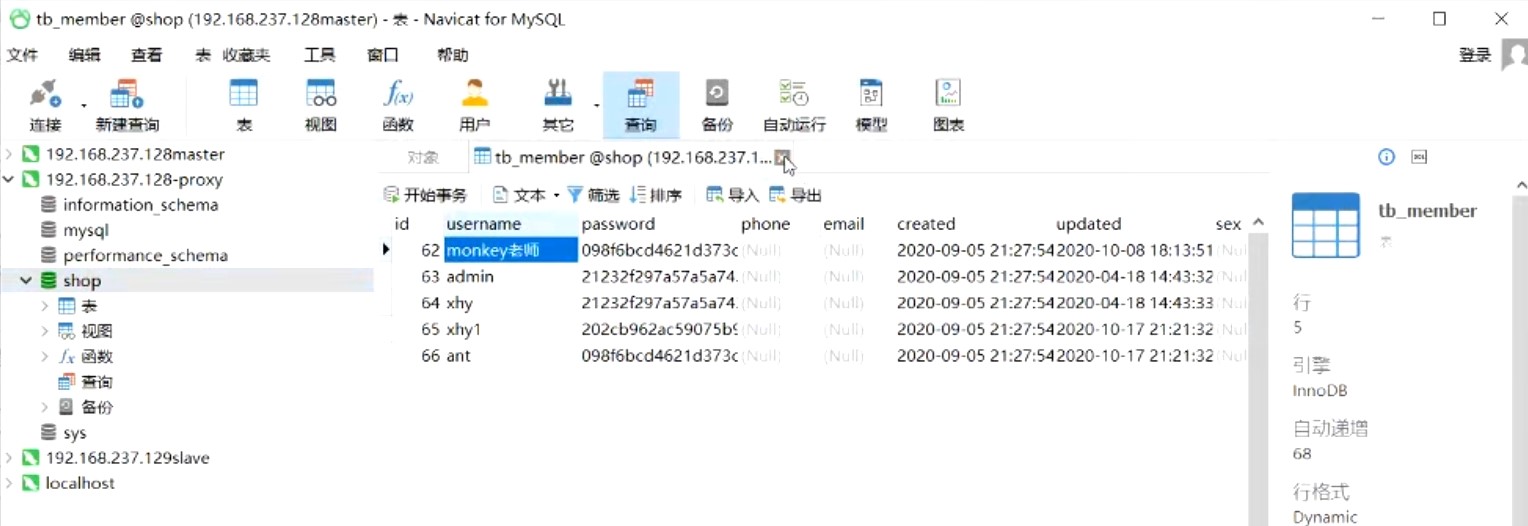 tb_member @shop (192.168.237.128master) - 表 - Navicat for MySQL
文件 编辑 查看 表 收藏夹 工具 窗口 帮助 登录
连接 新建查询 表 视图 函数 用户 其它 查询 备份 自动运行 模型 图表
192.168.237.128master
192.168.237.128-proxy
information_schema
mysql
performance_schema
shop
表
视图
函数
查询
备份
sys
192.168.237.129slave
localhost
对象 tb_member @shop (192.168.237.1...
开始事务 文本 筛选 排序 导入 导出
id username password phone email created updated sex
62 monkey老师 098f6bcd4621d373c (Null) (Null) 2020-09-05 21:27:54 2020-10-08 18:13:51 (Nul
63 admin 21232f297a57a5a74. (Null) (Null) 2020-09-05 21:27:54 2020-04-18 14:43:32 (Nul
64 xhy 21232f297a57a5a74. (Null) (Null) 2020-09-05 21:27:54 2020-04-18 14:43:33 (Nul
65 xhy1 202cb962ac59075b9 (Null) (Null) 2020-09-05 21:27:54 2020-10-17 21:21:32 (Nul
66 ant 098f6bcd4621d373c (Null) (Null) 2020-09-05 21:27:54 2020-10-17 21:21:32 (Nul
tb_member
表
行
5
引擎
InnoDB
自动递增
68
行格式
Dynamic